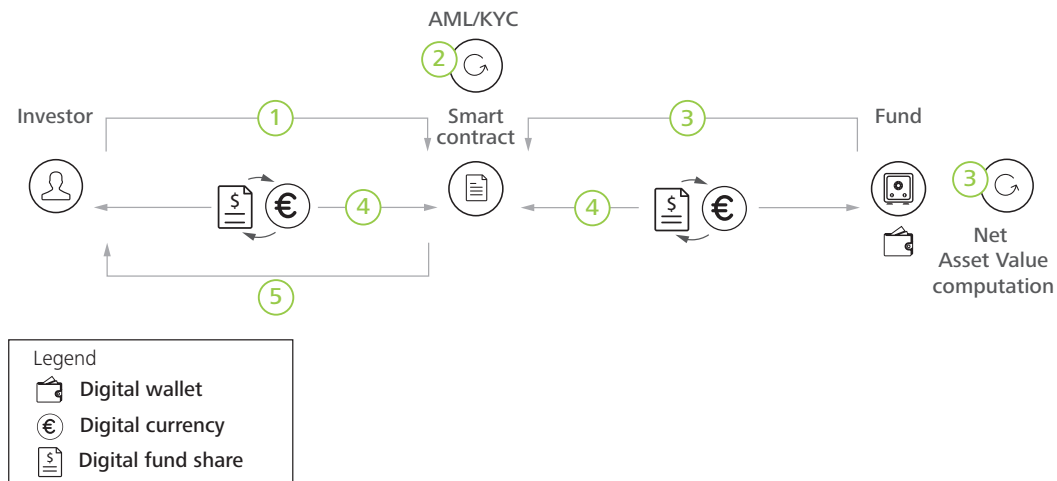 AML/KYC
2
Investor
1
Smart
contract
3
Fund
$
€
4
4
$
€
3
Net
Asset Value
computation
5
Legend
Digital wallet
€
Digital currency
$
Digital fund share